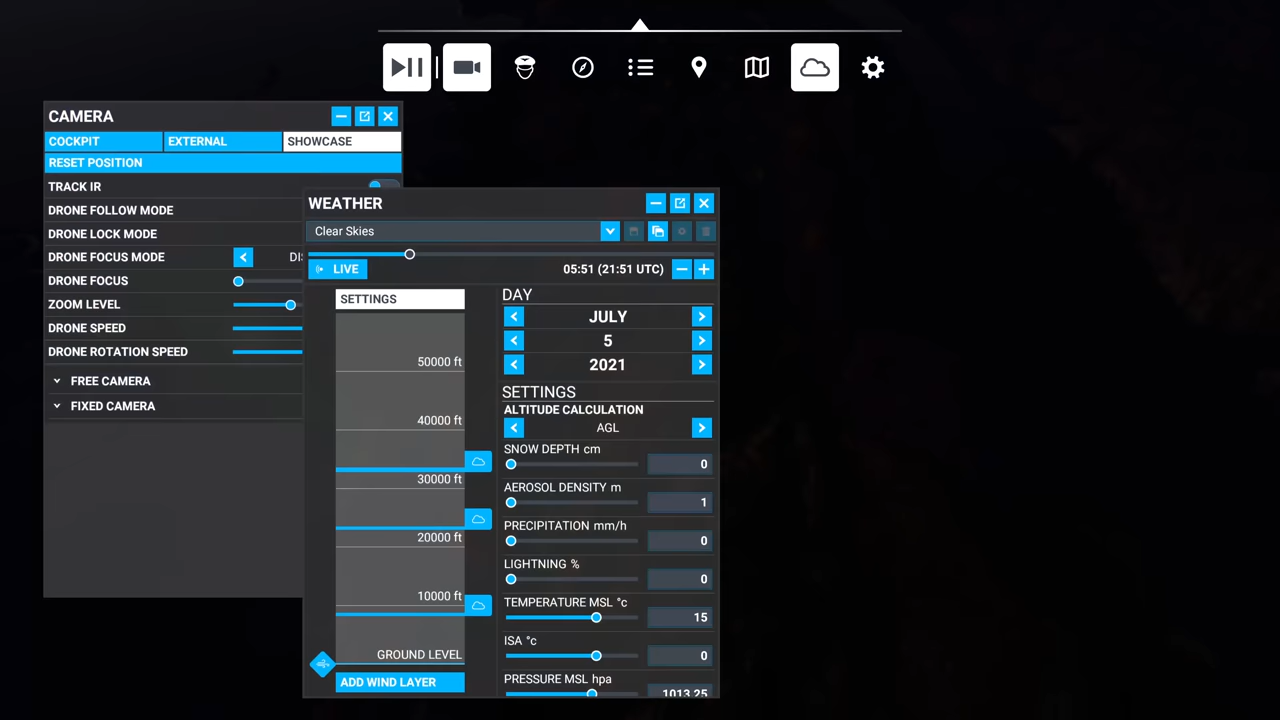 CAMERA
COCKPIT
EXTERNAL
SHOWCASE
RESET POSITION
TRACK IR
DRONE FOLLOW MODE
DRONE LOCK MODE
DRONE FOCUS MODE
DRONE FOCUS
ZOOM LEVEL
DRONE SPEED
DRONE ROTATION SPEED
FREE CAMERA
FIXED CAMERA
WEATHER
Clear Skies
LIVE
05:51 (21:51 UTC)
SETTINGS
50000 ft
40000 ft
30000 ft
20000 ft
10000 ft
GROUND LEVEL
ADD WIND LAYER
DAY
JULY
5
2021
SETTINGS
ALTITUDE CALCULATION
AGL
SNOW DEPTH cm
0
AEROSOL DENSITY m
1
PRECIPITATION mm/h
0
LIGHTNING %
0
TEMPERATURE MSL °c
15
ISA °c
0
PRESSURE MSL hpa
1013.25